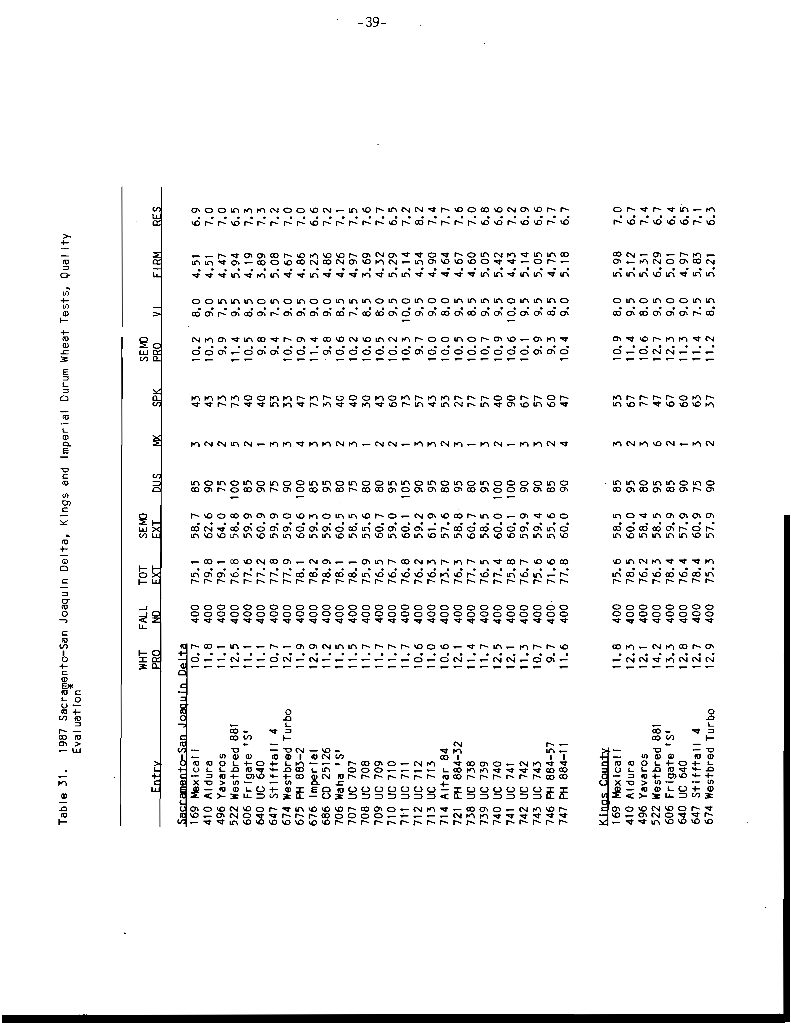 -39-
Table 31. 1987 Sacramento-San Joaquin Delta, Kings and Imperial Durum Wheat Tests, Quality
Evaluation*
WHT FALL TOT SEMO SEMO
Entry PRO NO EXT EXT DUS MX SPK PRO VI FIRM RES
Sacramento-San Joaquin Delta
169 Mexicali 10.7 400 75.1 58.7 85 3 43 10.2 8.0 4.51 6.9
410 Aldura 11.8 400 79.8 62.6 90 2 43 10.3 9.0 4.51 7.0
496 Yavaros 11.1 400 79.1 64.0 75 2 73 9.9 7.5 4.47 7.0
522 Westbred 881 12.5 400 76.8 58.8 100 5 73 11.4 9.5 5.94 6.5
606 Frigate 'S' 11.1 400 77.6 59.9 85 2 40 10.5 8.5 4.19 7.3
640 UC 640 11.1 400 77.2 60.9 90 1 40 9.8 9.0 3.89 7.3
647 Stifftail 4 10.7 400 77.8 59.8 75 3 53 9.4 7.5 5.08 7.2
674 Westbred Turbo 12.1 400 77.9 59.0 90 3 33 10.7 9.0 4.67 7.0
675 PH 883-2 11.9 400 78.1 60.6 100 4 47 10.9 9.5 4.86 7.0
676 Imperial 12.9 400 78.2 59.3 85 3 73 11.4 9.0 5.23 6.6
686 CD 25126 11.2 400 78.9 59.0 95 3 37 9.8 9.0 4.86 7.2
706 Waha 'S' 11.5 400 78.1 60.5 80 2 40 10.6 8.5 4.26 7.1
707 UC 707 11.5 400 78.1 58.5 75 3 40 10.2 7.5 4.97 7.5
708 UC 708 11.7 400 75.9 55.6 80 1 30 10.6 8.5 3.69 7.6
709 UC 709 11.7 400 76.5 60.7 80 2 43 10.5 8.0 4.32 7.7
710 UC 710 11.7 400 76.7 59.0 95 2 60 10.2 9.5 5.29 6.5
711 UC 711 11.7 400 76.8 60.1 105 1 73 10.3 10.0 5.14 7.2
712 UC 712 10.6 400 76.2 59.2 90 3 57 9.7 9.5 4.54 8.2
713 UC 713 11.0 400 76.3 61.9 95 3 43 10.0 9.0 4.90 7.4
714 Altar 84 10.6 400 73.7 57.6 80 2 53 10.0 8.0 4.64 7.7
721 PH 884-32 12.1 400 76.3 58.8 95 3 27 10.5 9.5 4.67 7.6
738 UC 738 11.4 400 77.7 60.7 80 1 77 10.0 8.5 4.60 7.0
739 UC 739 11.7 400 76.5 58.5 95 3 57 10.7 9.5 5.05 6.8
740 UC 740 12.5 400 77.4 60.0 100 2 40 10.9 9.5 5.42 6.6
741 UC 741 12.1 400 75.8 60.1 100 1 90 10.6 10.0 4.43 7.2
742 UC 742 11.3 400 76.7 59.9 90 3 67 10.1 9.5 5.14 6.9
743 UC 743 10.7 400 75.6 59.4 95 3 57 9.9 9.5 5.05 6.6
746 PH 884-57 9.7 400 71.6 55.6 80 2 60 9.3 8.5 4.75 7.7
747 PH 884-11 11.6 400 77.8 60.0 90 4 47 10.4 9.0 5.18 6.7
Kings County
169 Mexicali 11.8 400 75.6 58.5 85 3 53 10.9 8.0 5.98 7.0
410 Aldura 12.3 400 78.5 60.0 95 2 67 11.4 9.5 5.12 6.7
496 Yavaros 12.1 400 76.2 58.4 80 3 77 10.6 8.0 5.31 7.4
522 Westbred 881 14.2 400 76.3 58.5 95 6 47 12.7 9.5 6.29 6.7
606 Frigate 'S' 13.3 400 78.4 59.9 85 2 67 12.3 9.0 5.01 6.4
640 UC 640 12.8 400 76.4 57.9 90 1 60 11.3 9.0 4.97 6.5
647 Stifftail 4 12.7 400 78.4 60.9 75 3 63 11.4 7.5 5.83 7.1
674 Westbred Turbo 12.9 400 75.3 57.9 90 2 37 11.2 8.5 5.21 6.3